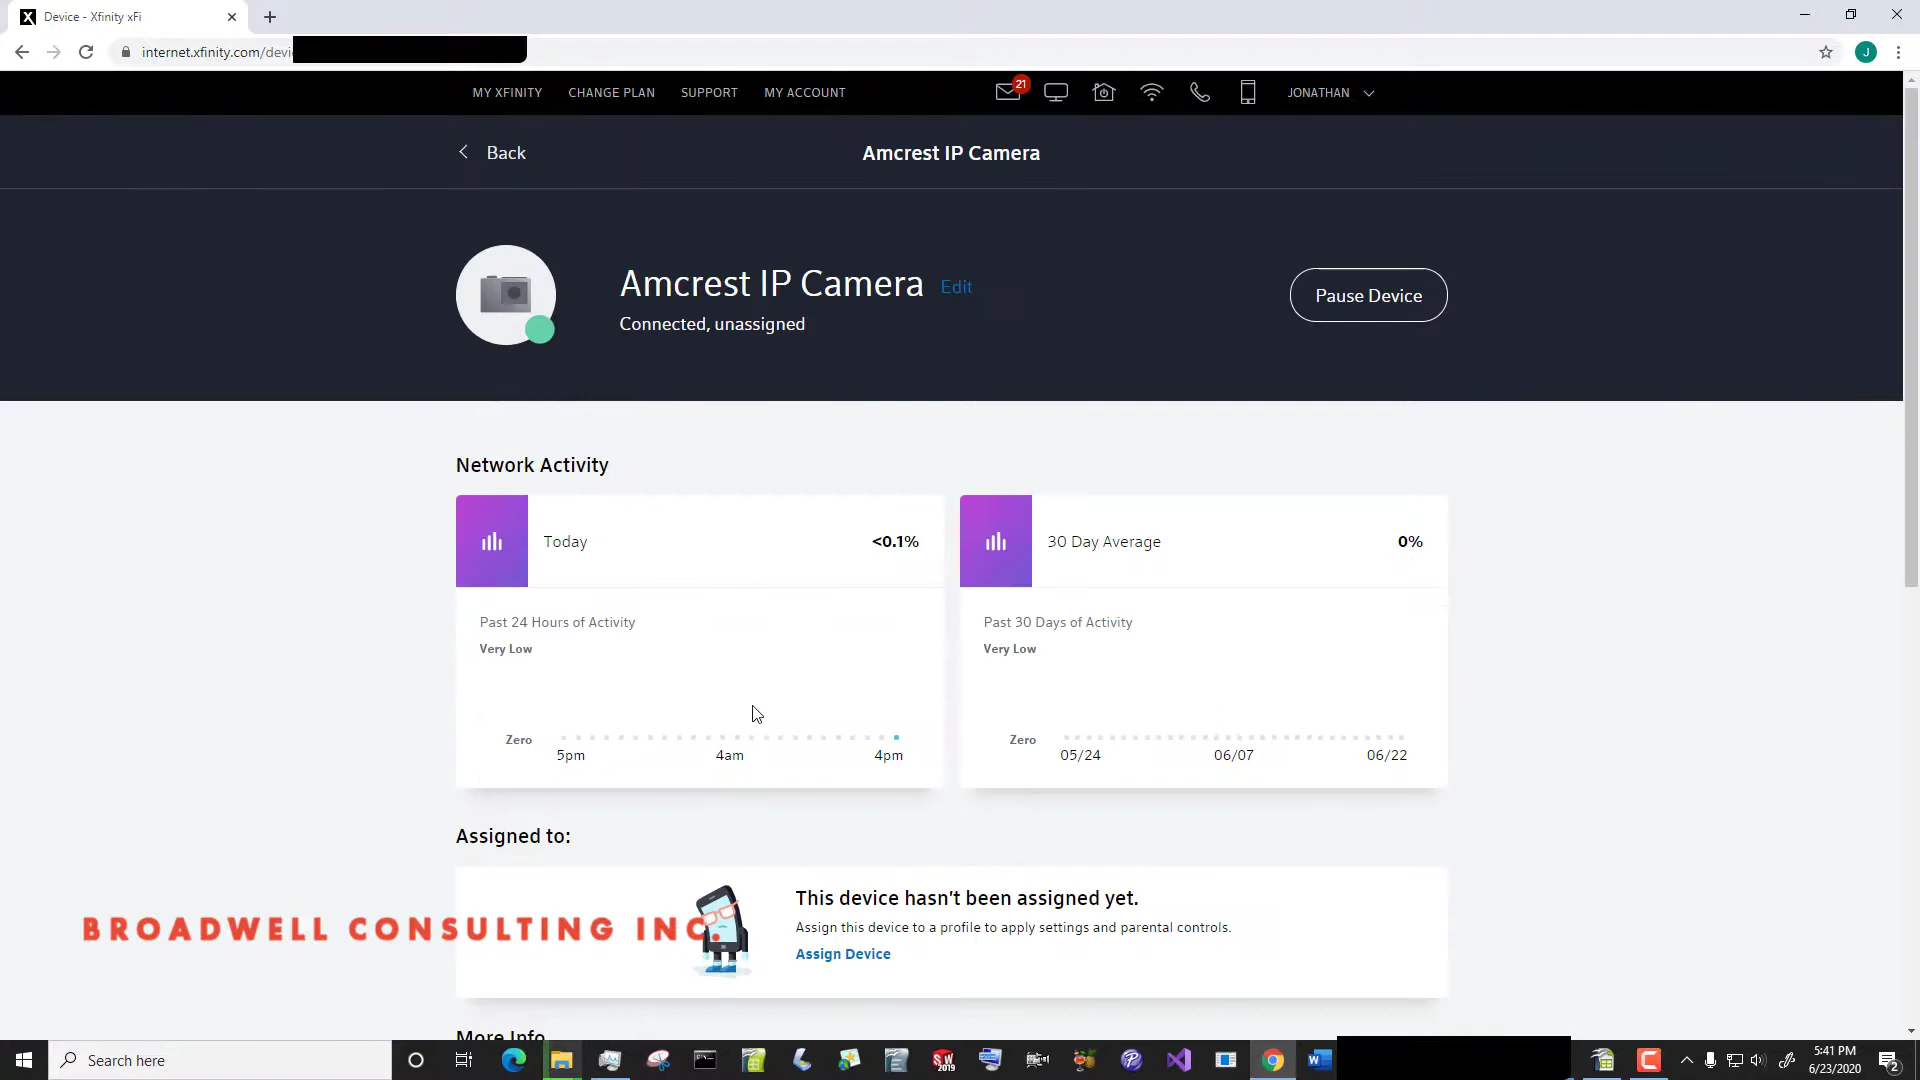 Device - Xfinity xFi
internet.xfinity.com/devi
J
MY XFINITY CHANGE PLAN SUPPORT MY ACCOUNT 21 JONATHAN
Back Amcrest IP Camera
Amcrest IP Camera Edit
Connected, unassigned
Pause Device
Network Activity
Today <0.1%
Past 24 Hours of Activity
Very Low
Zero
5pm 4am 4pm
30 Day Average 0%
Past 30 Days of Activity
Very Low
Zero
05/24 06/07 06/22
Assigned to:
This device hasn't been assigned yet.
Assign this device to a profile to apply settings and parental controls.
Assign Device
BROADWELL CONSULTING INC.
More Info
Search here
SW
2019
5:41 PM
6/23/2020
2